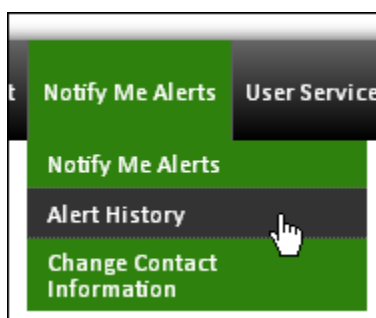 t Notify Me Alerts User Service
Notify Me Alerts
Alert History
Change Contact
Information